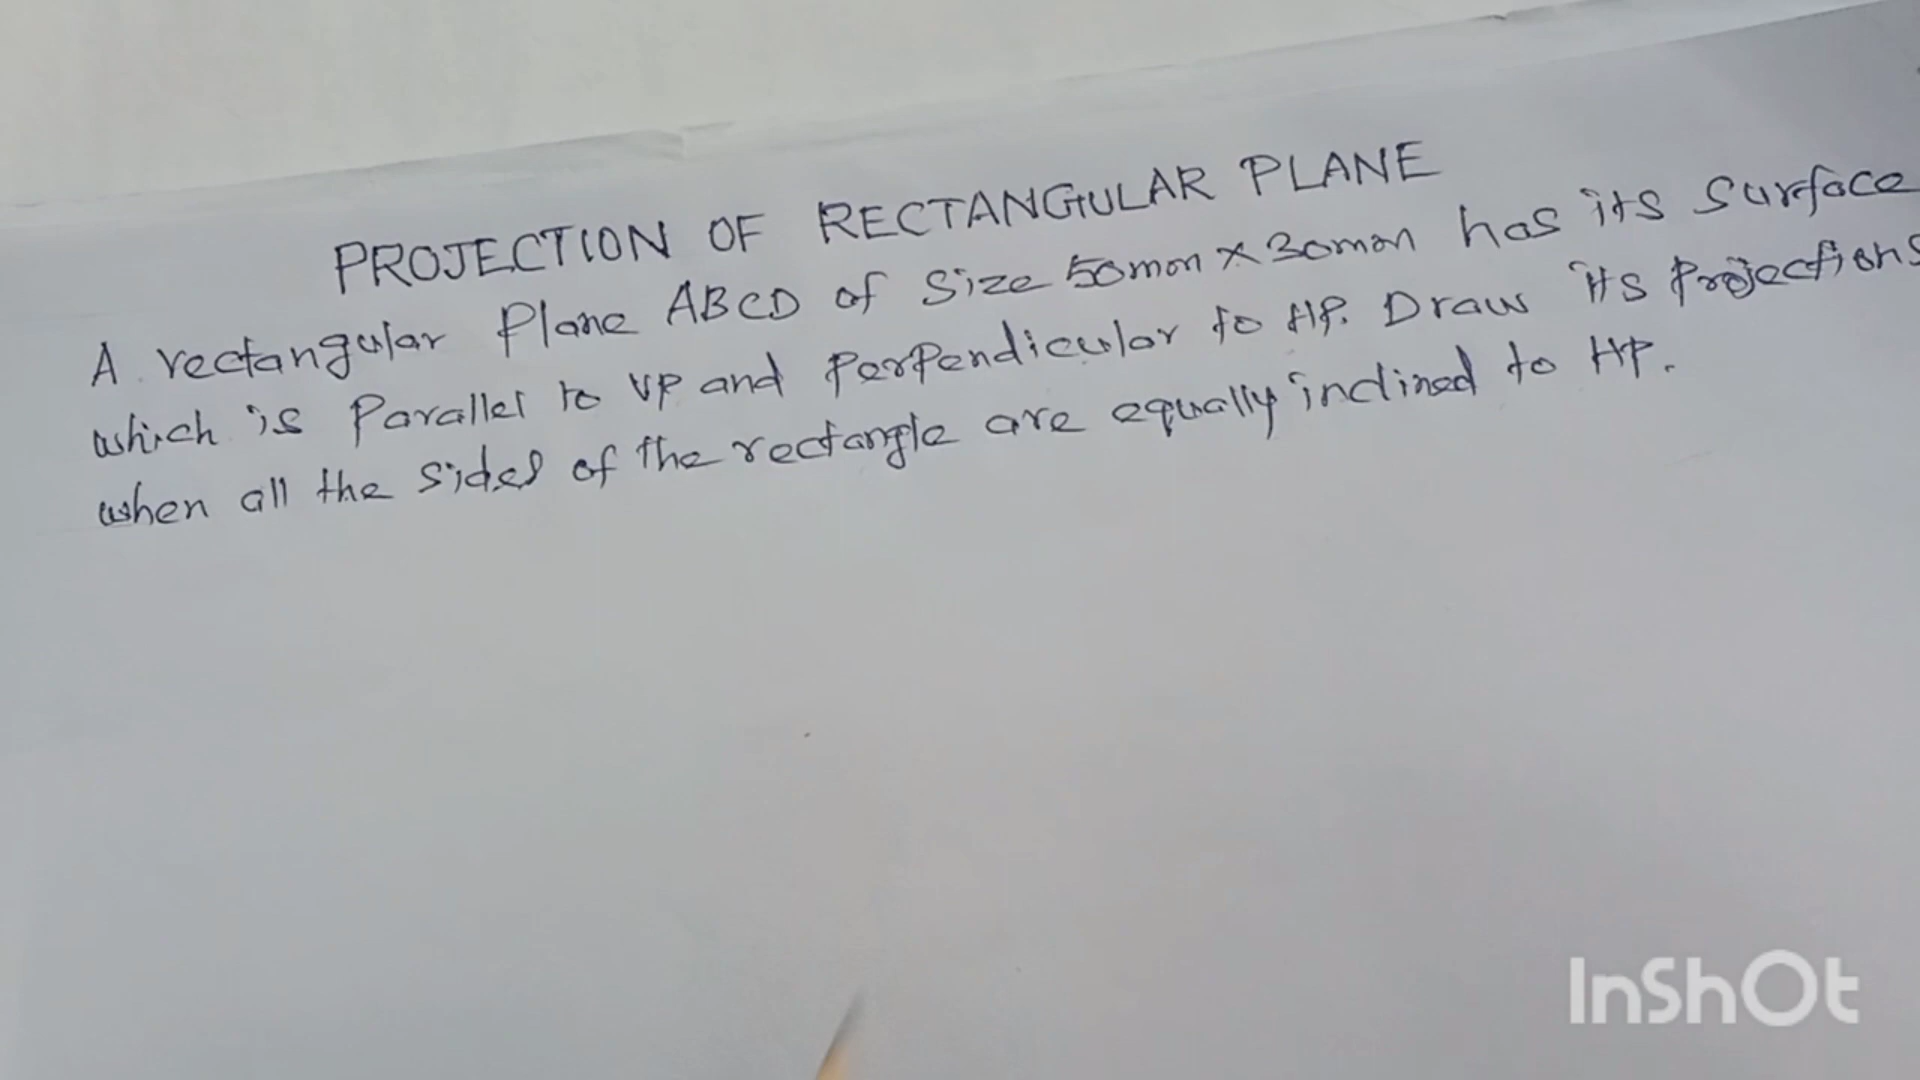 PROJECTION OF RECTANGULAR PLANE
A rectangular Plane ABCD of Size 50mm x 30mm has its Surface
which is Parallel to VP and Perpendicular to HP. Draw its Projections
when all the sides of the rectangle are equally inclined to HP.
InShOt